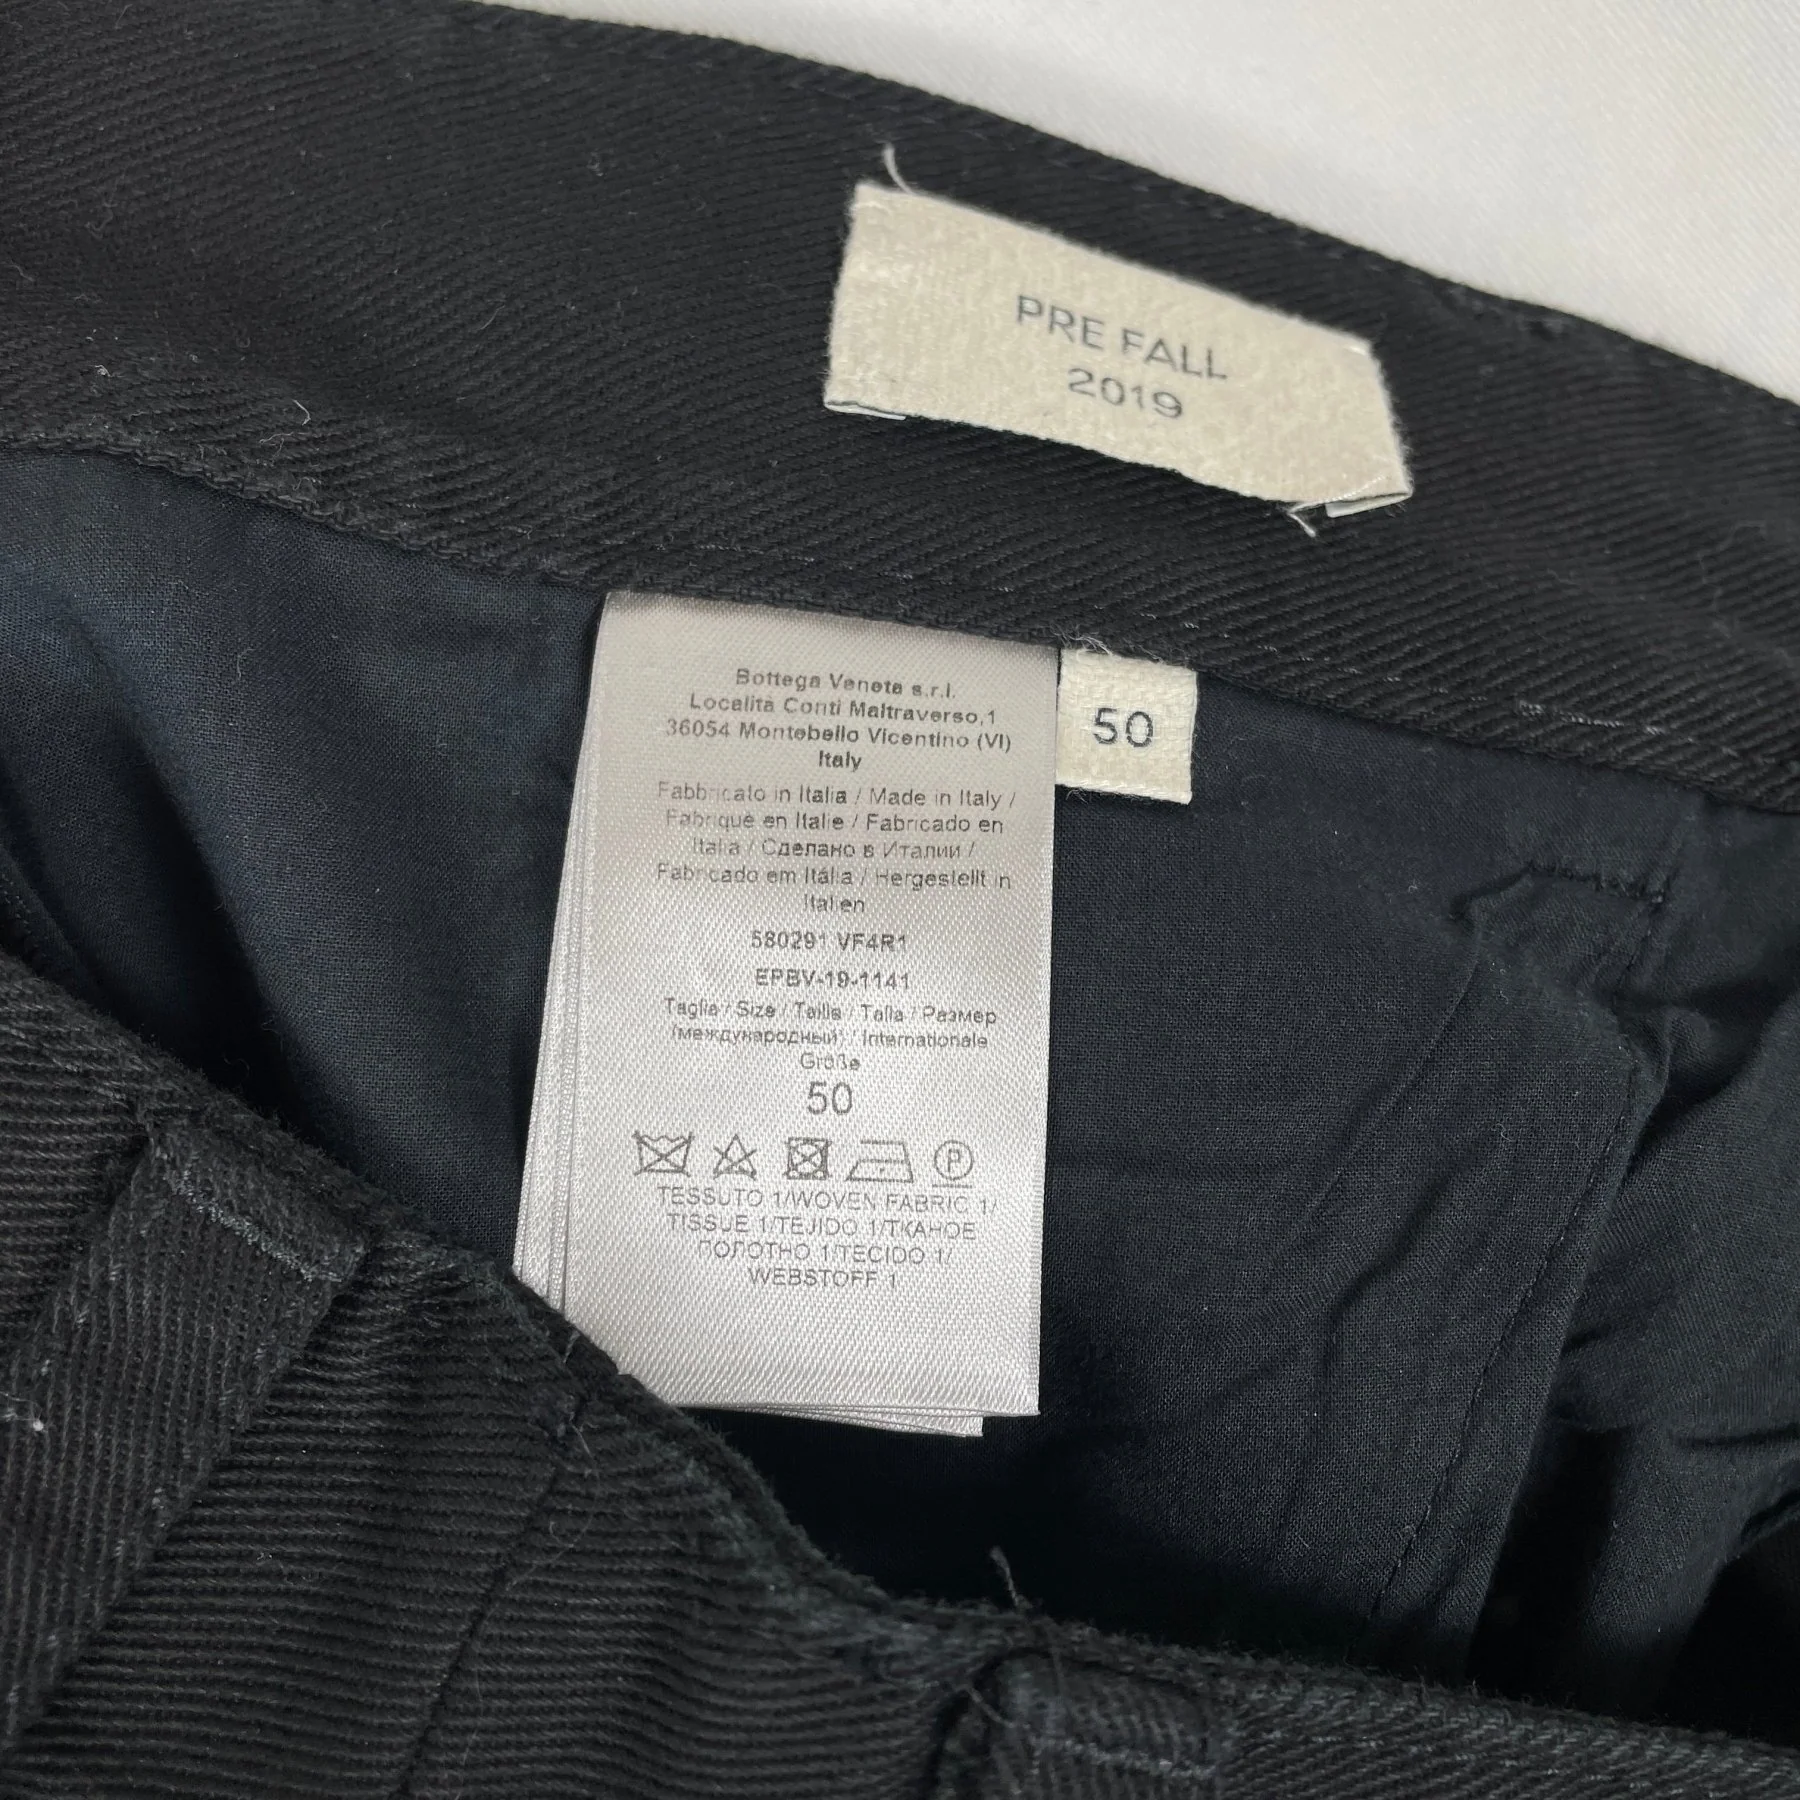 PRE FALL
2019
Bottega Veneta s.r.l.
Località Conti Maltraverso,1
36054 Montebello Vicentino (VI)
Italy
50
Fabbricato in Italia / Made in Italy /
Fabriqué en Italie / Fabricado en
Italia / Сделано в Италии /
Fabricado em Itália / Hergestellt in
Italien
580291 VF4R1
EPBV-19-1141
Taglia / Size / Taille / Talla / Размер
(международный) / Internationale
Größe
50
P
TESSUTO 1/WOVEN FABRIC 1/
TISSUE 1/TEJIDO 1/ТКАНОЕ
ПОЛОТНО 1/TECIDO 1/
WEBSTOFF 1